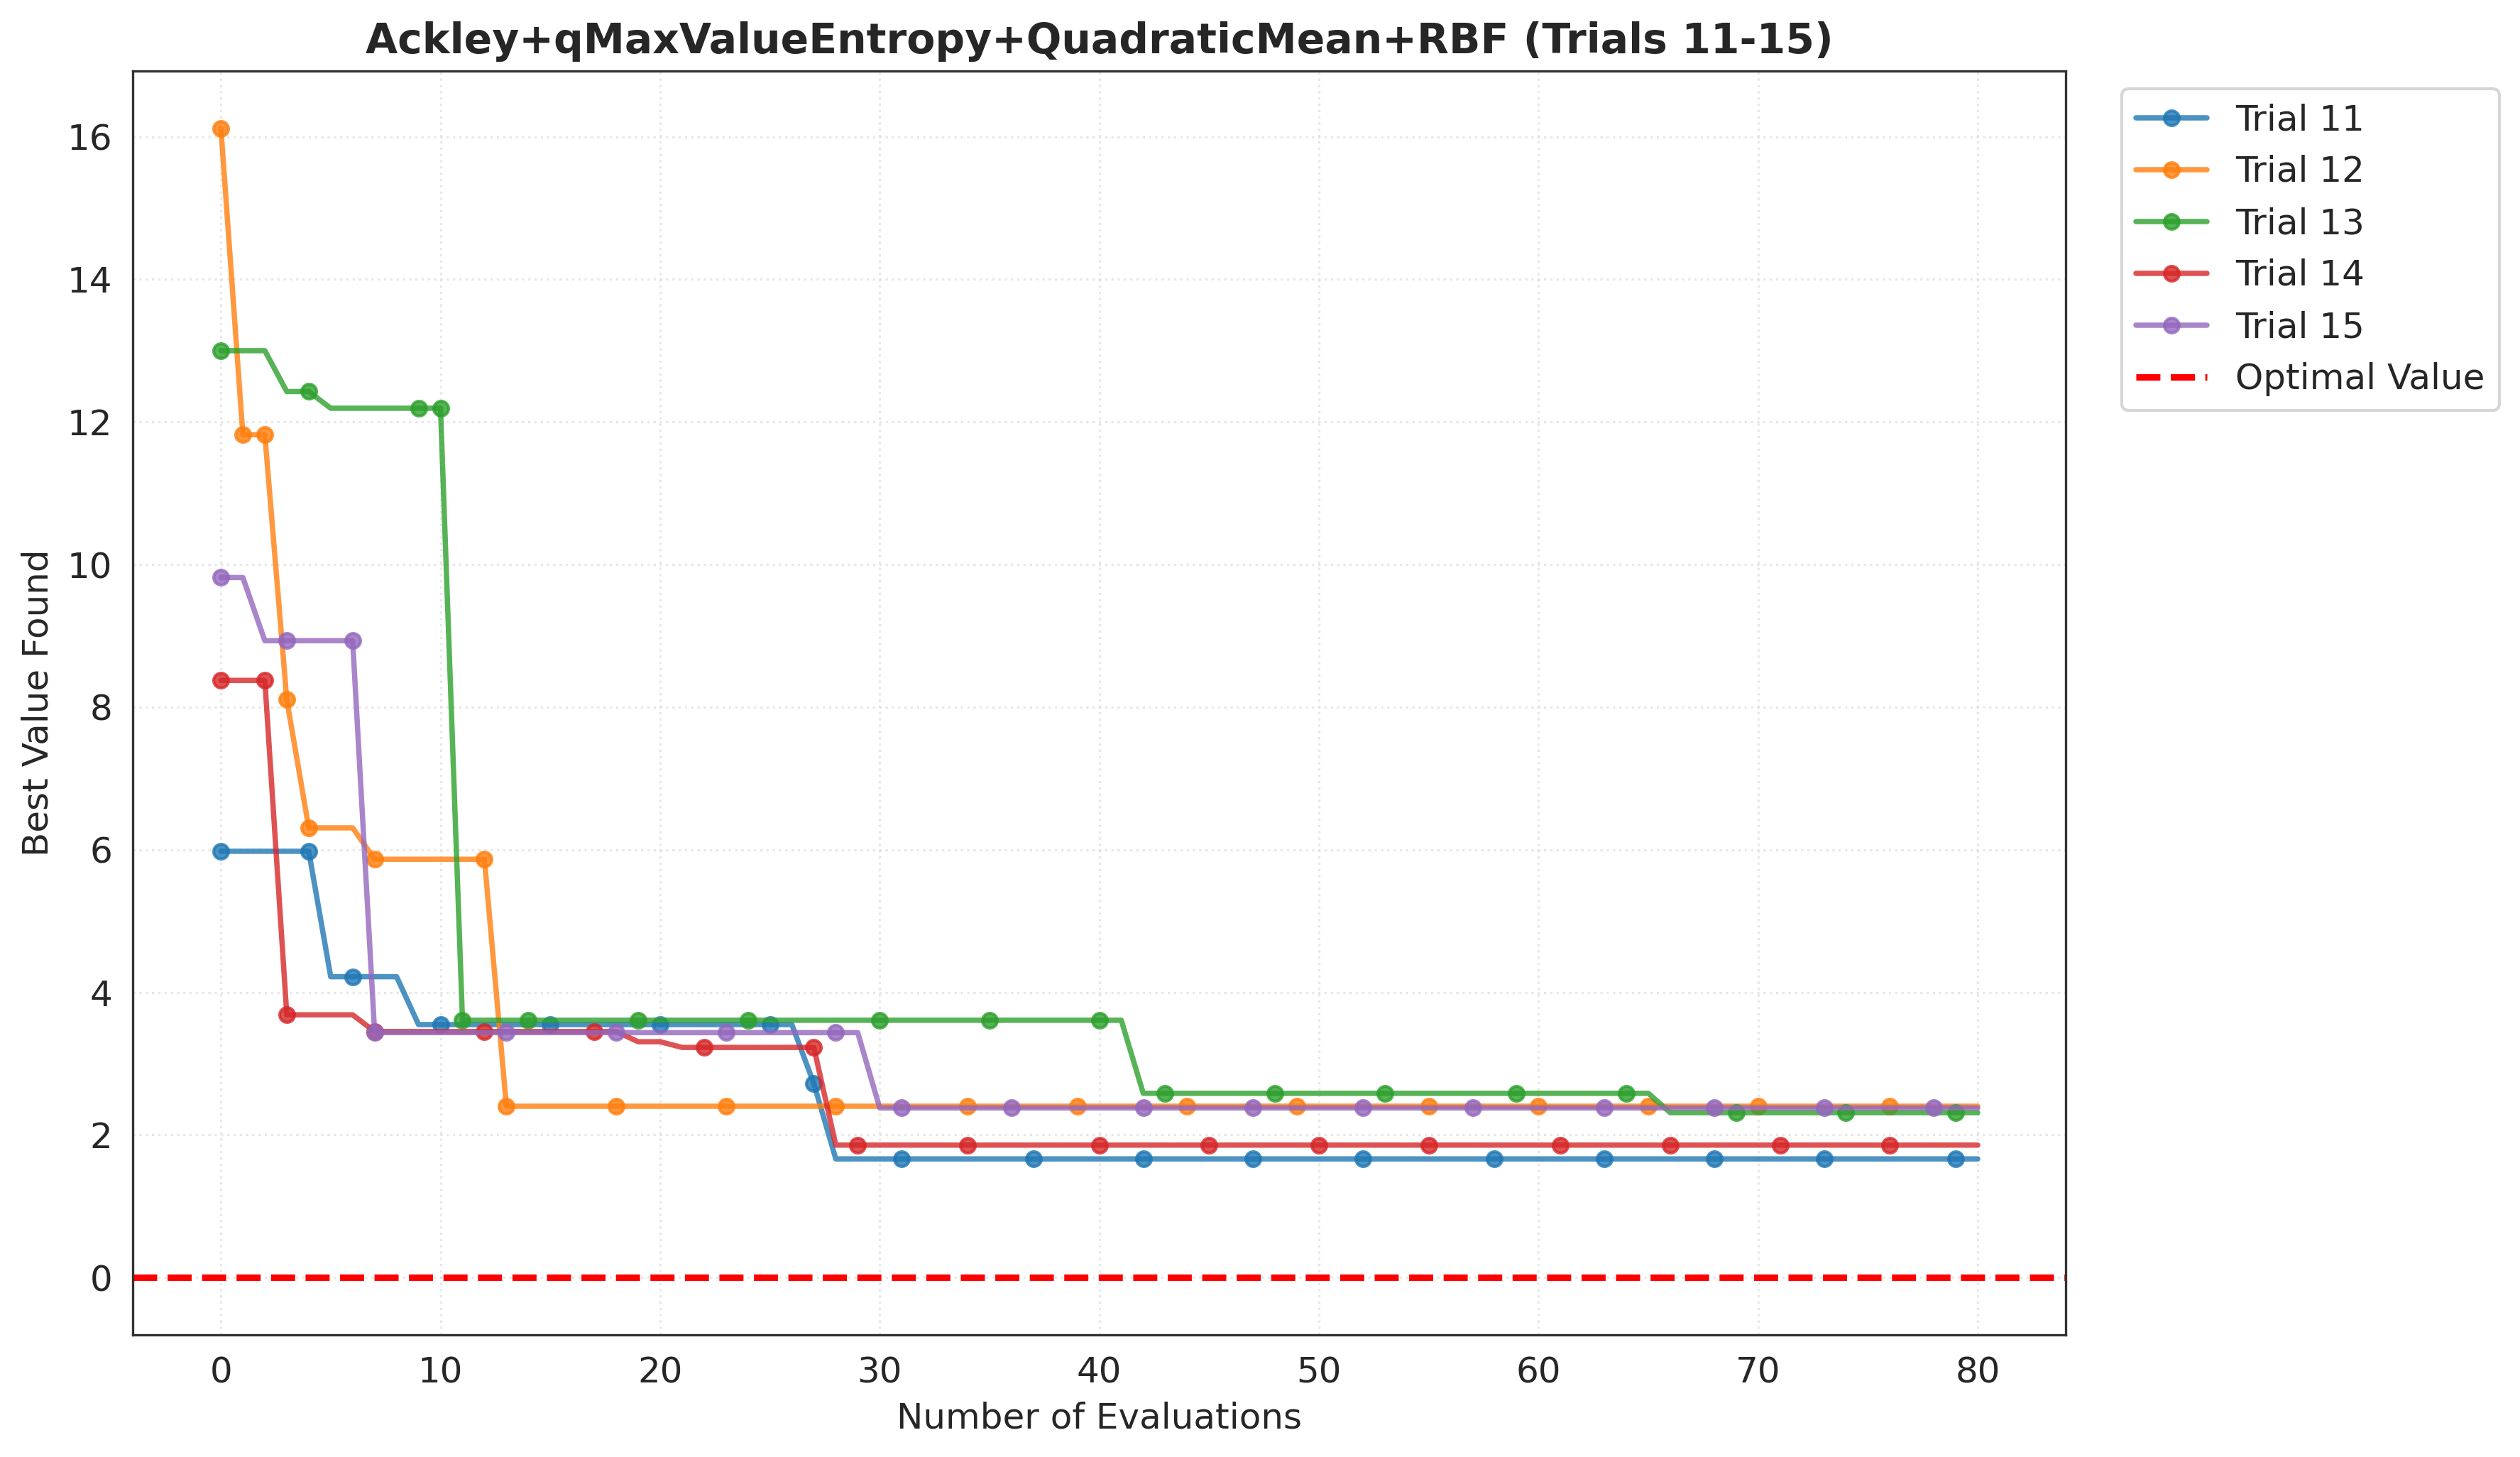 Ackley+qMaxValueEntropy+QuadraticMean+RBF (Trials 11-15)
Best Value Found
16
14
12
10
8
6
4
2
0
0 10 20 30 40 50 60 70 80
Number of Evaluations
Trial 11
Trial 12
Trial 13
Trial 14
Trial 15
Optimal Value